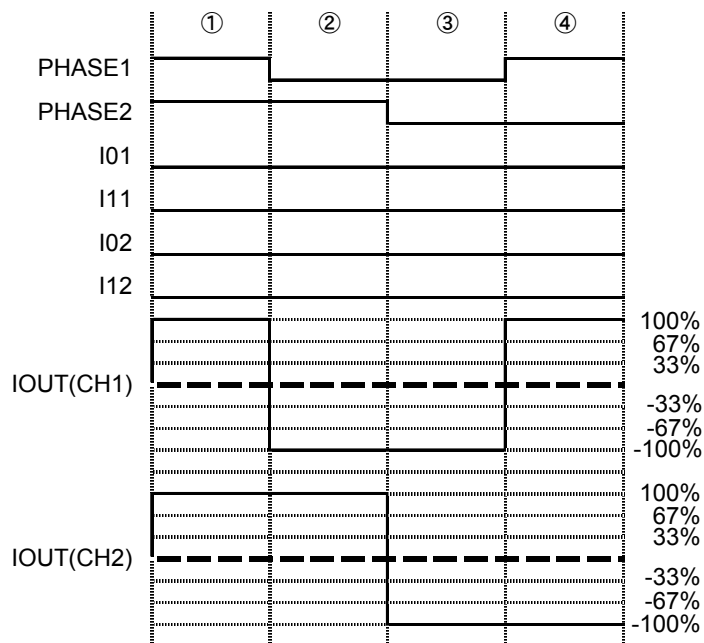 ① ② ③ ④
PHASE1
PHASE2
I01
I11
I02
I12
100%
67%
33%
IOUT(CH1)
-33%
-67%
-100%
100%
67%
33%
IOUT(CH2)
-33%
-67%
-100%